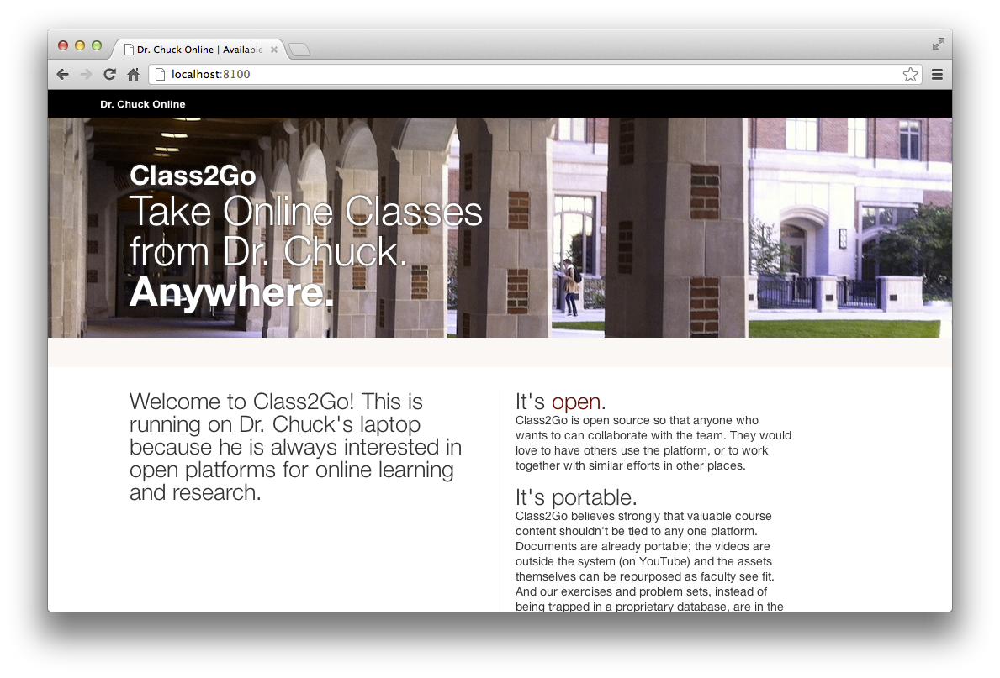 Dr. Chuck Online | Available
localhost:8100
Dr. Chuck Online
Class2Go
Take Online Classes
from Dr. Chuck.
Anywhere.
Welcome to Class2Go! This is
running on Dr. Chuck's laptop
because he is always interested in
open platforms for online learning
and research.
It's open.
Class2Go is open source so that anyone who
wants to can collaborate with the team. They would
love to have others use the platform, or to work
together with similar efforts in other places.
It's portable.
Class2Go believes strongly that valuable course
content shouldn't be tied to any one platform.
Documents are already portable; the videos are
outside the system (on YouTube) and the assets
themselves can be repurposed as faculty see fit.
And our exercises and problem sets, instead of
being trapped in a proprietary database, are in the